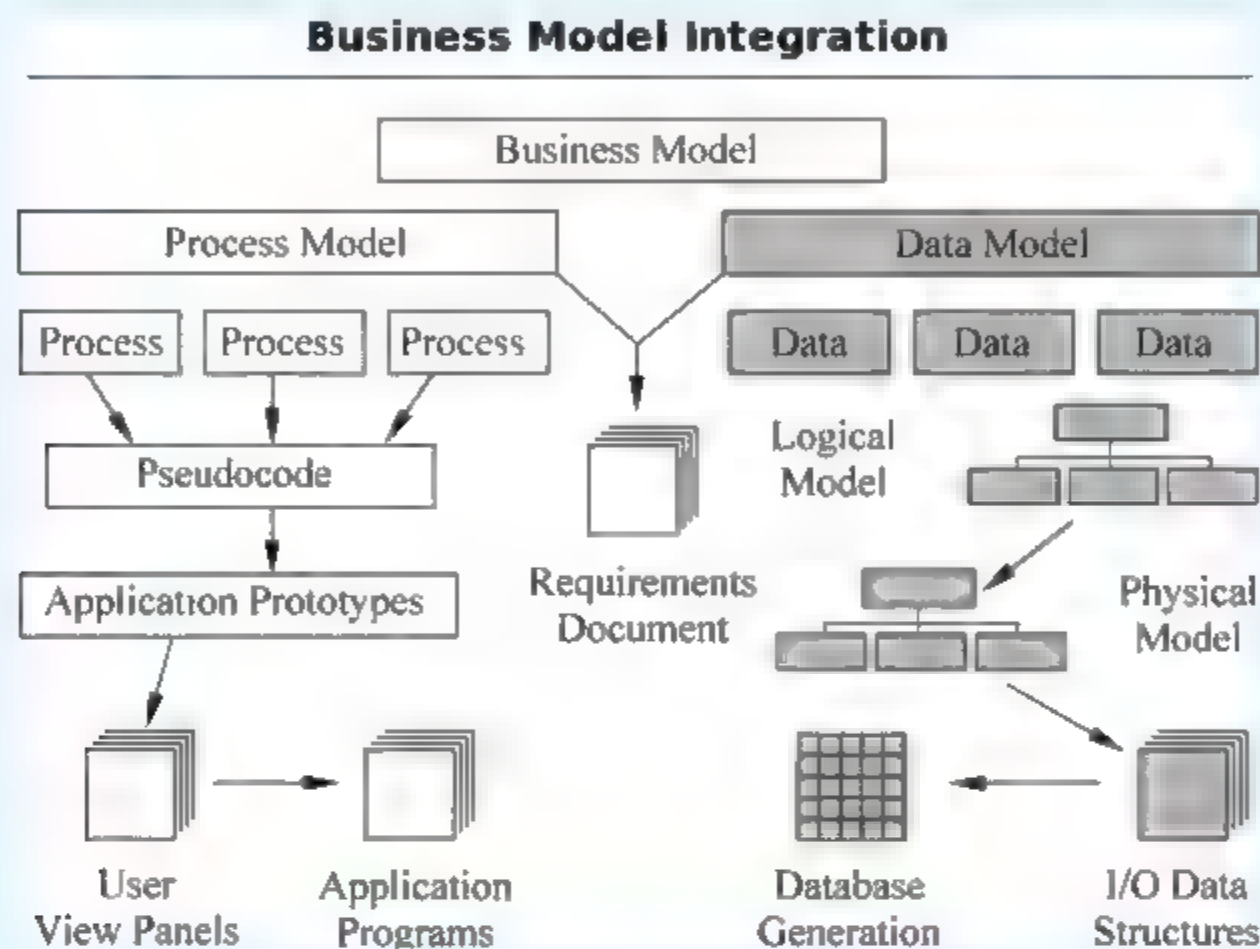 Business Model Integration
Business Model
Process Model
Data Model
Process
Process
Process
Data
Data
Data
Pseudocode
Logical
Model
Application Prototypes
Requirements
Document
Physical
Model
User
View Panels
Application
Programs
Database
Generation
I/O Data
Structures